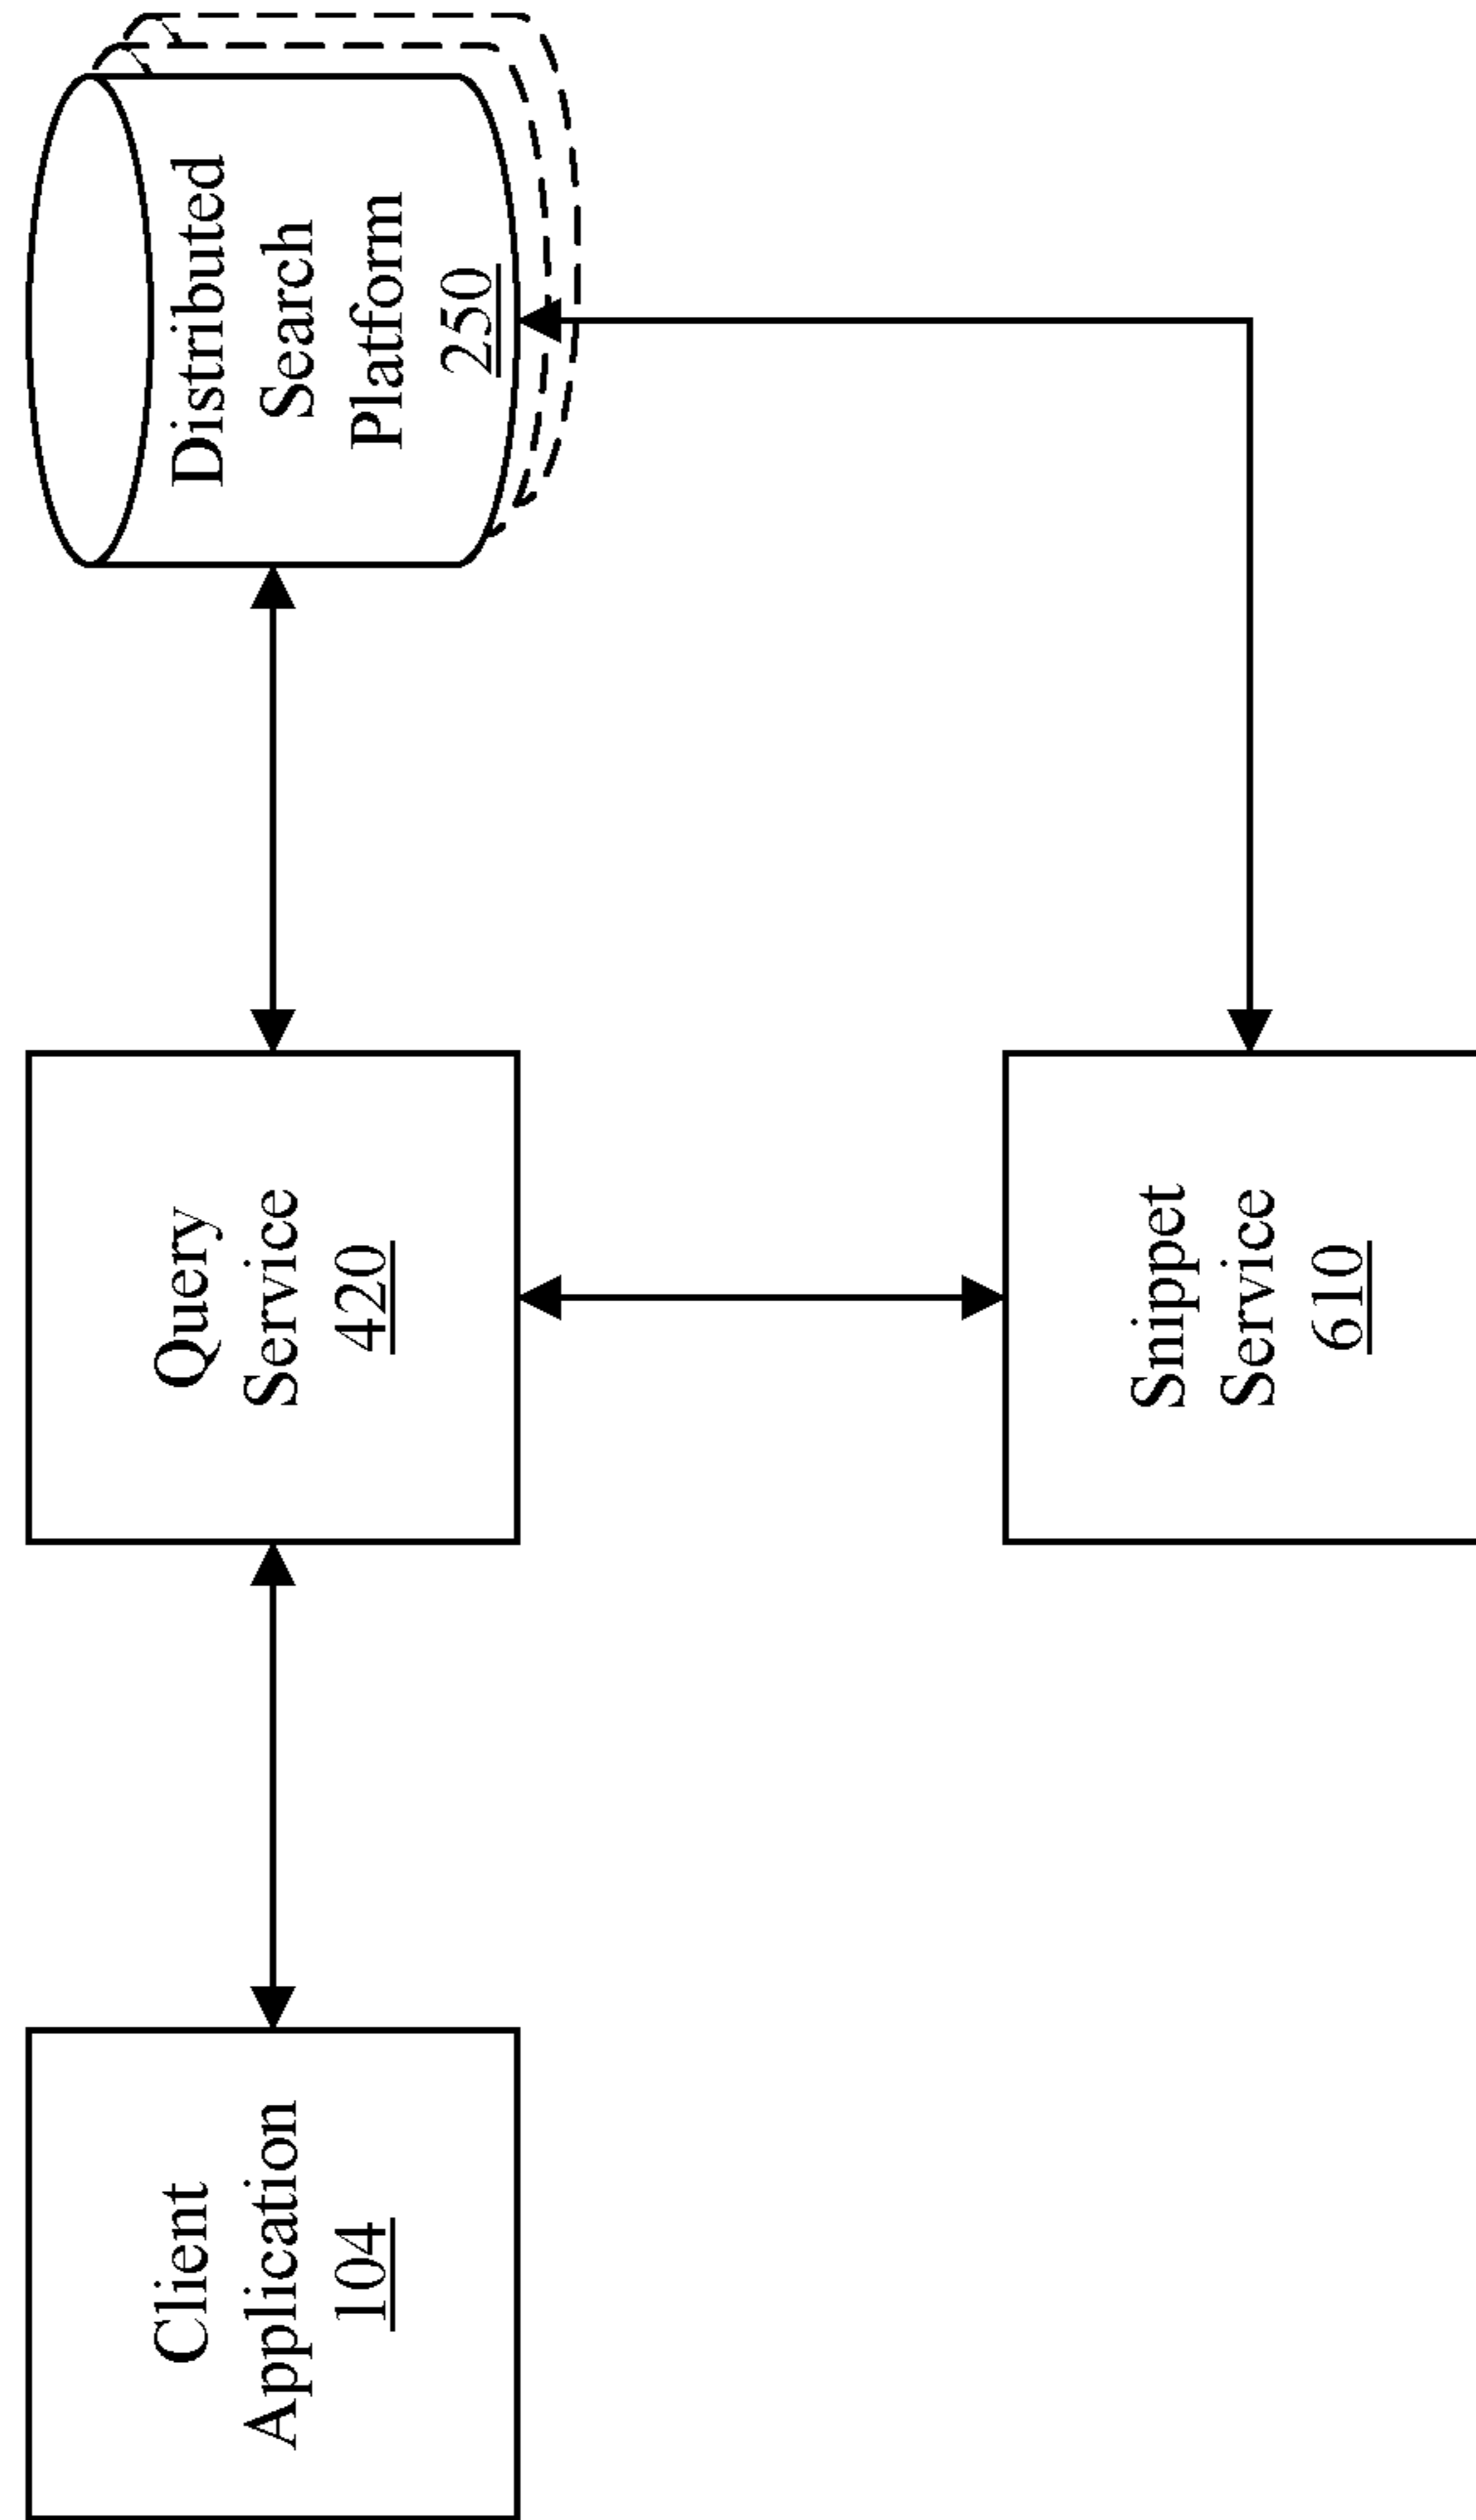 Client
Application
104
Query
Service
420
Distributed
Search
Platform
250
Snippet
Service
610